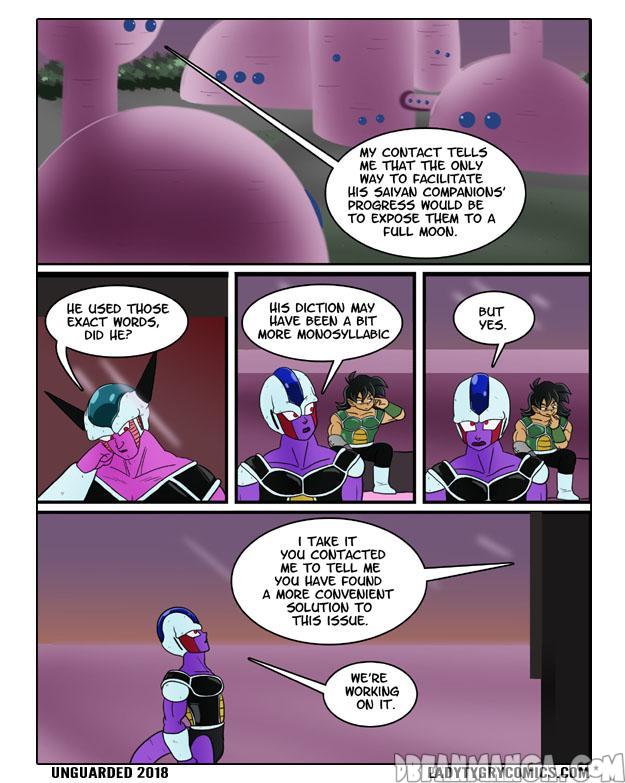 MY CONTACT TELLS
ME THAT THE ONLY
WAY TO FACILITATE
HIS SAIYAN COMPANIONS'
PROGRESS WOULD BE
TO EXPOSE THEM TO A
FULL MOON.
HE USED THOSE
EXACT WORDS,
DID HE?
HIS DICTION MAY
HAVE BEEN A BIT
MORE MONOSYLLABIC
BUT
YES.
I TAKE IT
YOU CONTACTED
ME TO TELL ME
YOU HAVE FOUND
A MORE CONVENIENT
SOLUTION TO
THIS ISSUE.
WE'RE
WORKING
ON IT.
UNGUARDED 2018
LADYTYGRYCOMICS.COM
DBFANMANGA.COM